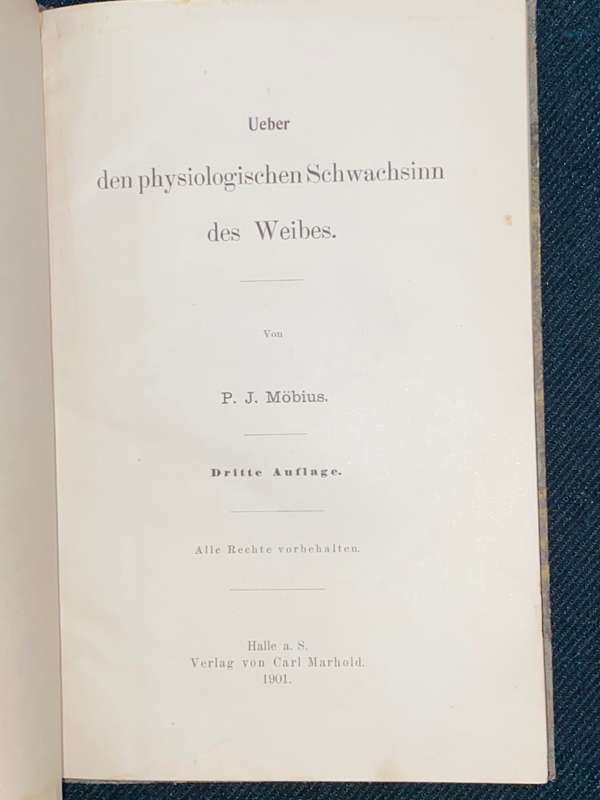 Ueber
den physiologischen Schwachsinn
des Weibes.
Von
P. J. Möbius.
Dritte Auflage.
Alle Rechte vorbehalten.
Halle a. S.
Verlag von Carl Marhold.
1901.